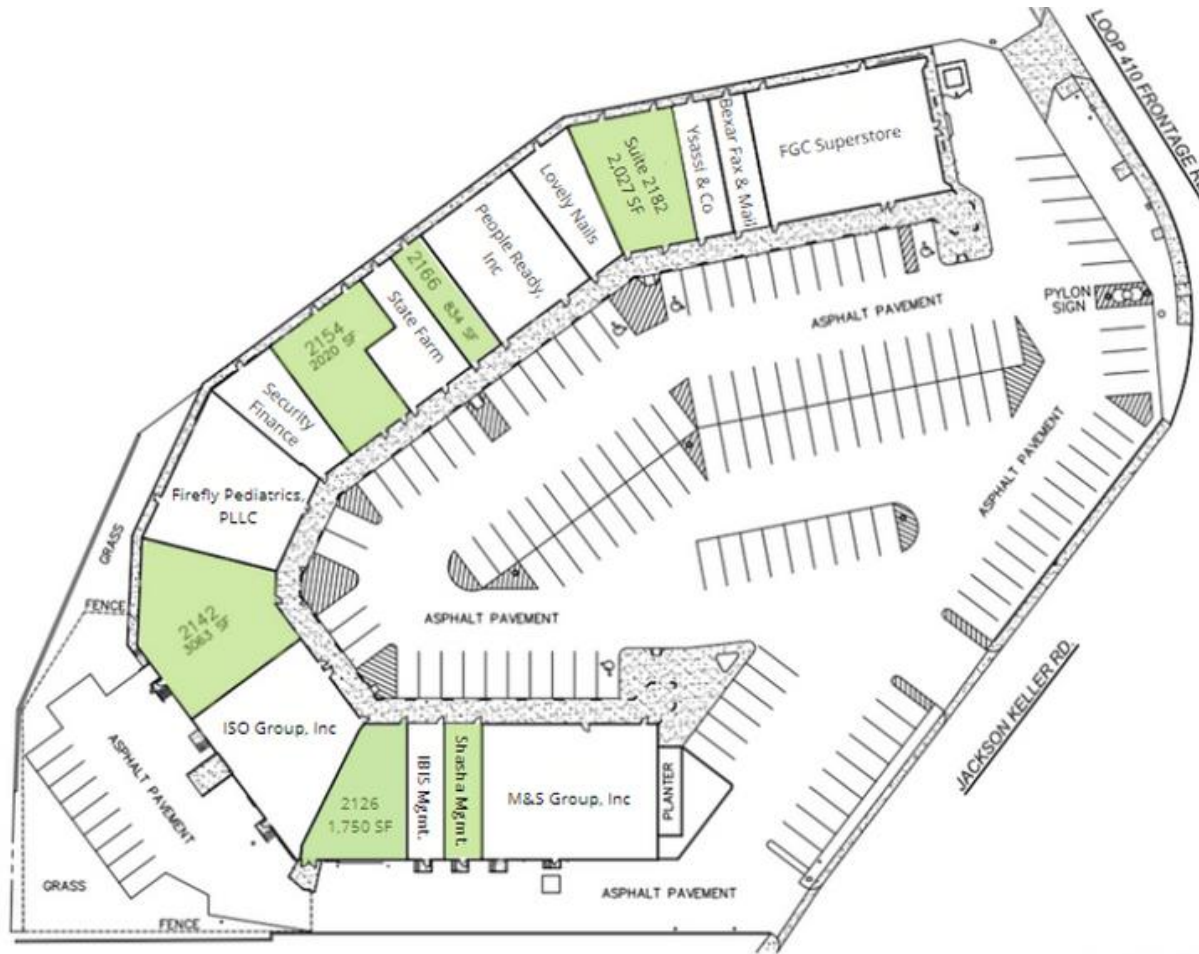 LOOP 410 FRONTAGE RD
FGC Superstore
Bexar Fax & Mail
Ysassi & Co
Suite 2182
2,027 SF
Lovely Nails
People Ready,
Inc
2166
834 SF
State Farm
2154
2020 SF
Security
Finance
Firefly Pediatrics,
PLLC
2142
3063 SF
ISO Group, Inc
2126
1,750 SF
IBIS Mgmt.
Shasha Mgmt.
M&S Group, Inc
PLANTER
PYLON
SIGN
ASPHALT PAVEMENT
ASPHALT PAVEMENT
ASPHALT PAVEMENT
JACKSON KELLER RD.
GRASS
FENCE
ASPHALT PAVEMENT
GRASS
FENCE
ASPHALT PAVEMENT